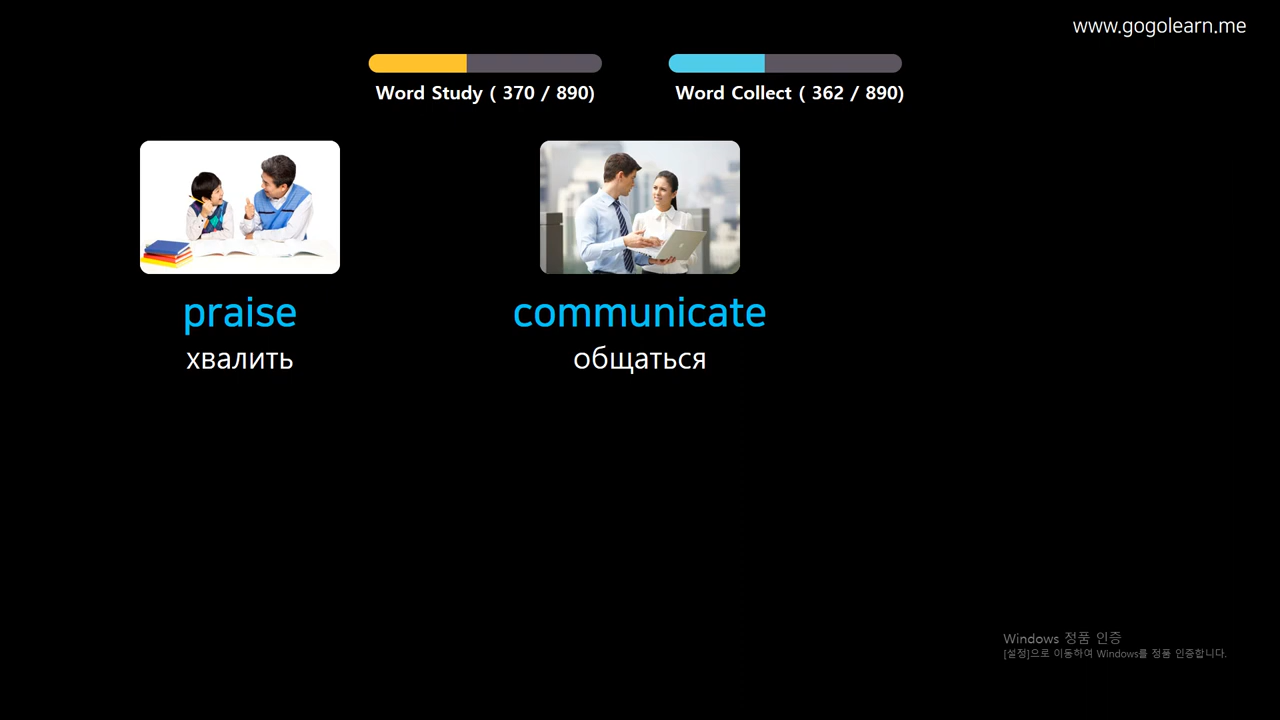 www.gogolearn.me
Word Study ( 370 / 890)
Word Collect ( 362 / 890)
praise
хвалить
communicate
общаться
Windows 정품 인증
[설정]으로 이동하여 Windows를 정품 인증합니다.